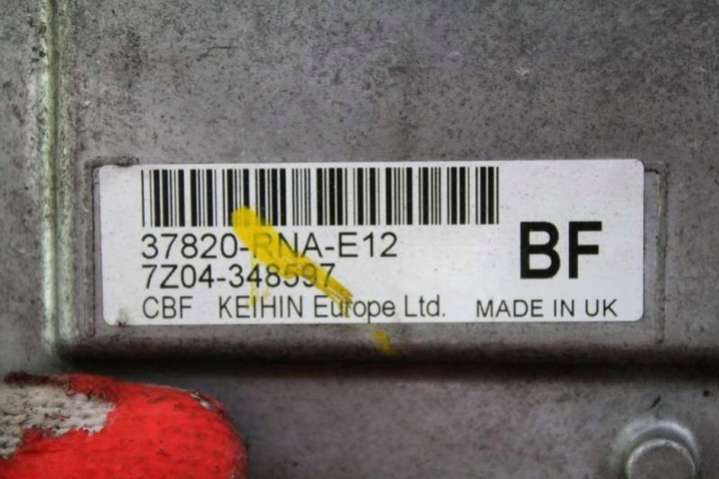 37820-RNA-E12
BF
7Z04-348597
CBF KEIHIN Europe Ltd. MADE IN UK